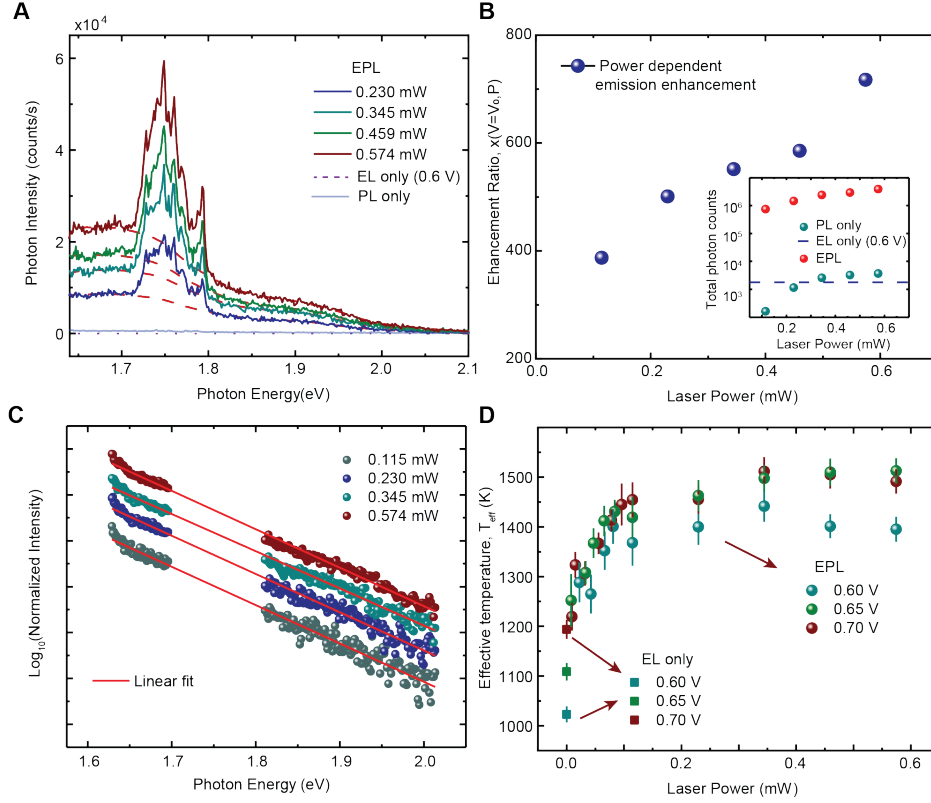 A
x10⁴
6
4
2
0
Photon Intensity (counts/s)
EPL
0.230 mW
0.345 mW
0.459 mW
0.574 mW
EL only (0.6 V)
PL only
1.7
1.8
1.9
2.0
2.1
Photon Energy(eV)
B
800
600
400
200
Ehancement Ratio, x(V=V₀,P)
Power dependent
emission enhancement
Total photon counts
10⁶
10⁵
10⁴
10³
PL only
EL only (0.6 V)
EPL
0.2
0.4
0.6
Laser Power (mW)
0.0
0.2
0.4
0.6
Laser Power (mW)
C
Log₁₀(Normalized Intensity)
0.115 mW
0.230 mW
0.345 mW
0.574 mW
Linear fit
1.6
1.7
1.8
1.9
2.0
Photon Energy (eV)
D
1500
1400
1300
1200
1100
1000
Effective temperature, T_eff (K)
EPL
0.60 V
0.65 V
0.70 V
EL only
0.60 V
0.65 V
0.70 V
0.0
0.2
0.4
0.6
Laser Power (mW)